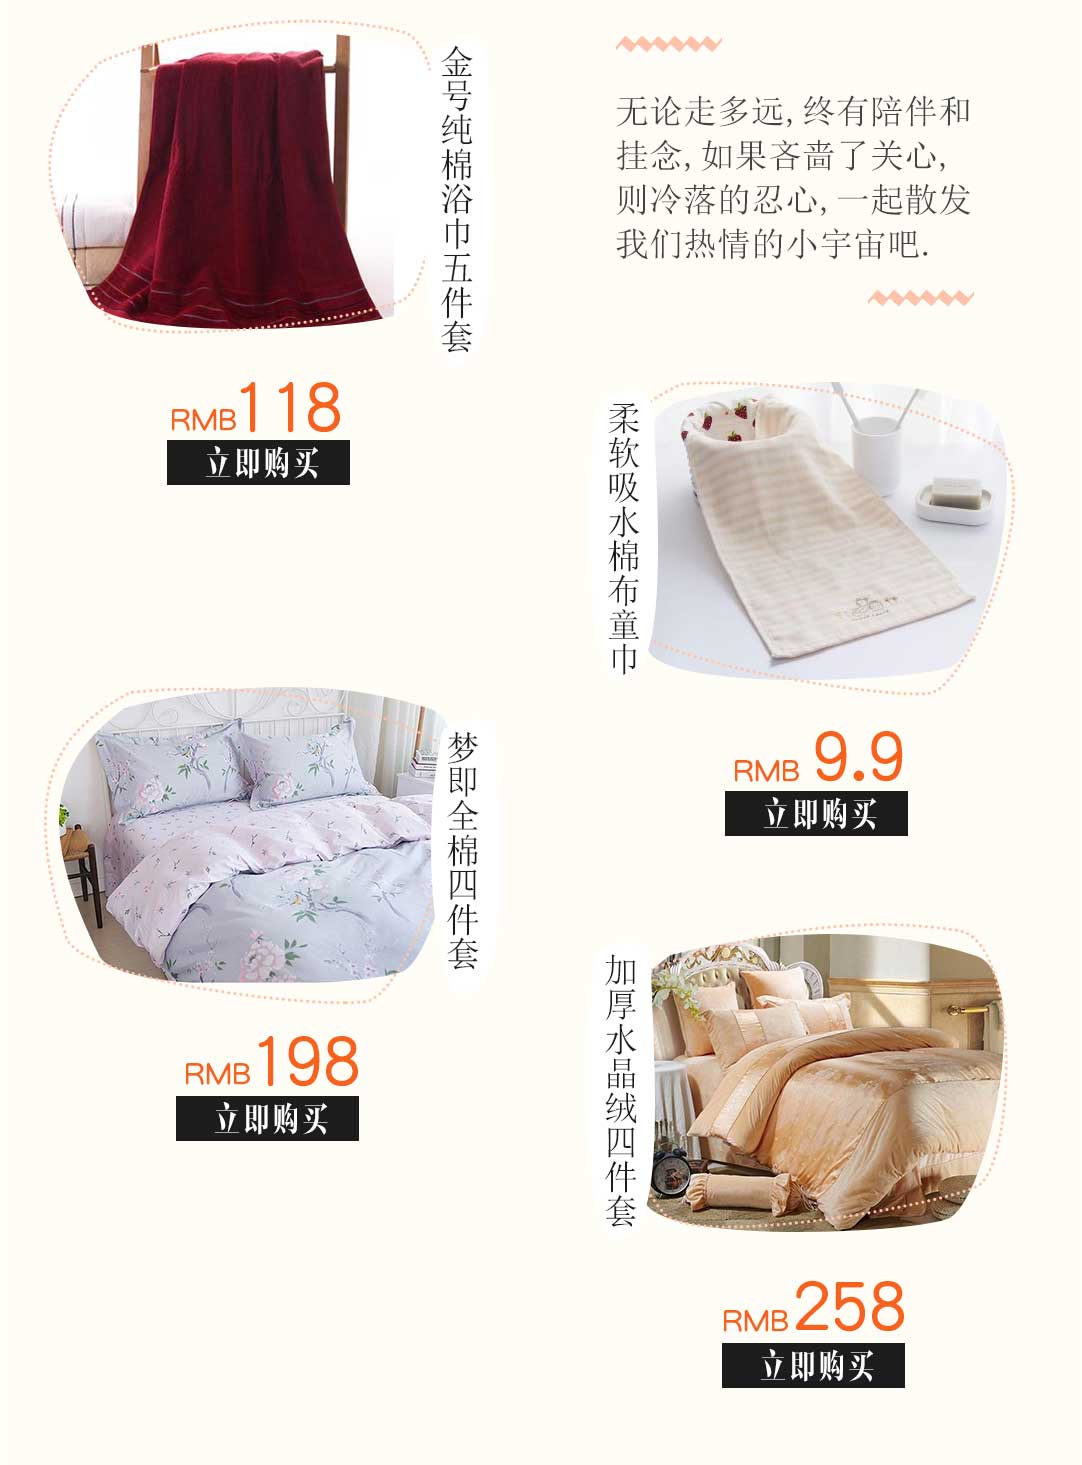 金号纯棉浴巾五件套
RMB118
立即购买
无论走多远, 终有陪伴和
挂念, 如果吝啬了关心,
则冷落的忍心, 一起散发
我们热情的小宇宙吧.
柔软吸水棉布童巾
RMB 9.9
立即购买
梦即全棉四件套
RMB198
立即购买
加厚水晶绒四件套
RMB258
立即购买